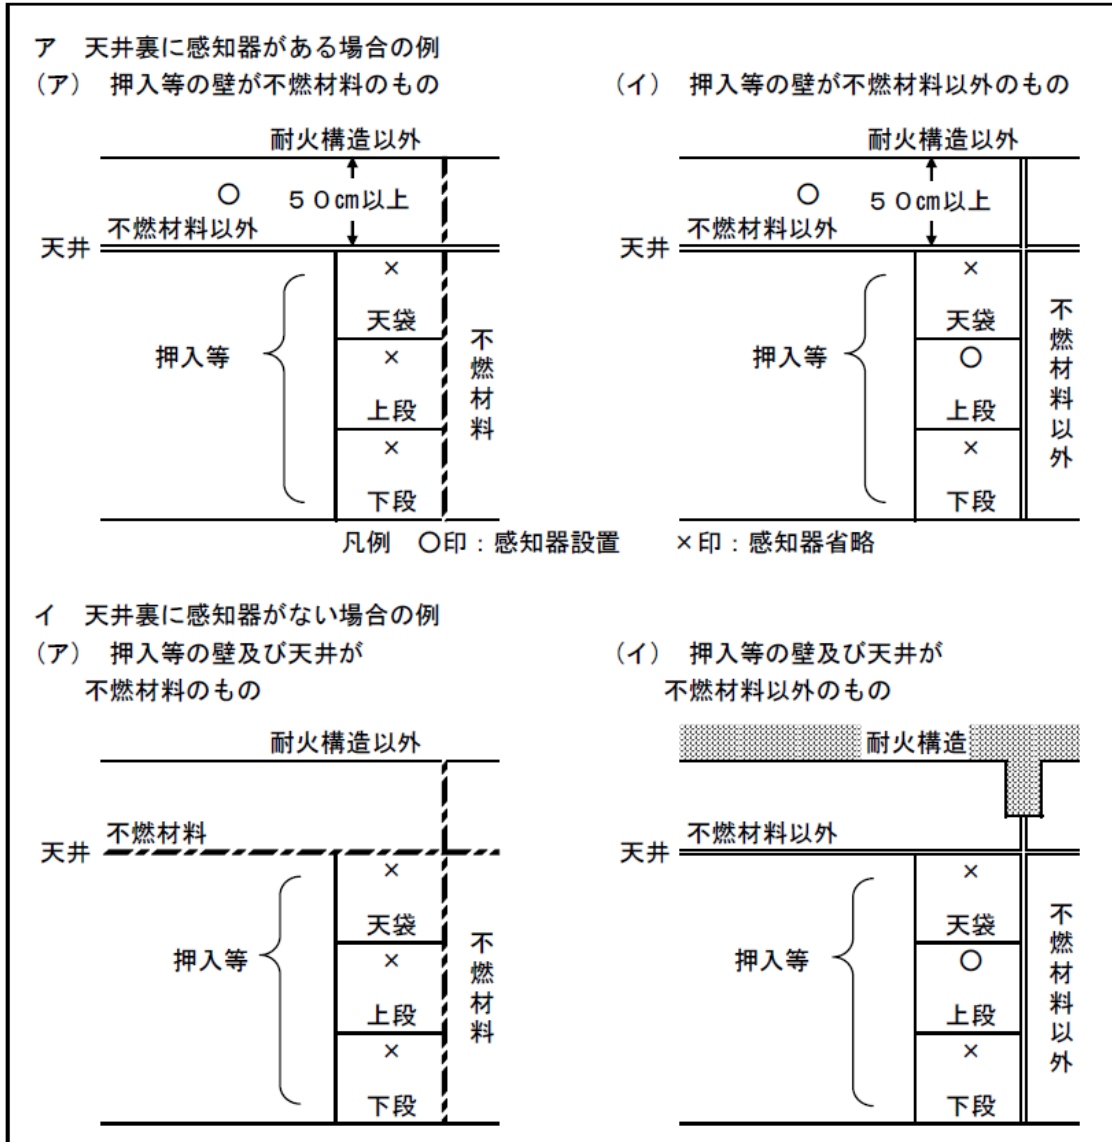 ア 天井裏に感知器がある場合の例
(ア) 押入等の壁が不燃材料のもの
耐火構造以外
○
５０㎝以上
不燃材料以外
天井
×
天袋
押入等
×
上段
×
下段
不燃材料
(イ) 押入等の壁が不燃材料以外のもの
耐火構造以外
○
５０㎝以上
不燃材料以外
天井
×
天袋
押入等
○
上段
×
下段
不燃材料以外
凡例 ○印：感知器設置 ×印：感知器省略
イ 天井裏に感知器がない場合の例
(ア) 押入等の壁及び天井が
不燃材料のもの
耐火構造以外
不燃材料
天井
×
天袋
押入等
×
上段
×
下段
不燃材料
(イ) 押入等の壁及び天井が
不燃材料以外のもの
耐火構造
不燃材料以外
天井
×
天袋
押入等
○
上段
×
下段
不燃材料以外